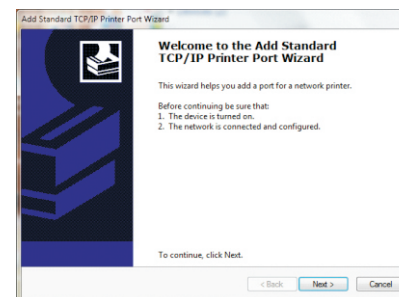 Add Standard TCP/IP Printer Port Wizard
Welcome to the Add Standard
TCP/IP Printer Port Wizard
This wizard helps you add a port for a network printer.
Before continuing be sure that:
1. The device is turned on.
2. The network is connected and configured.
To continue, click Next.
< Back Next > Cancel